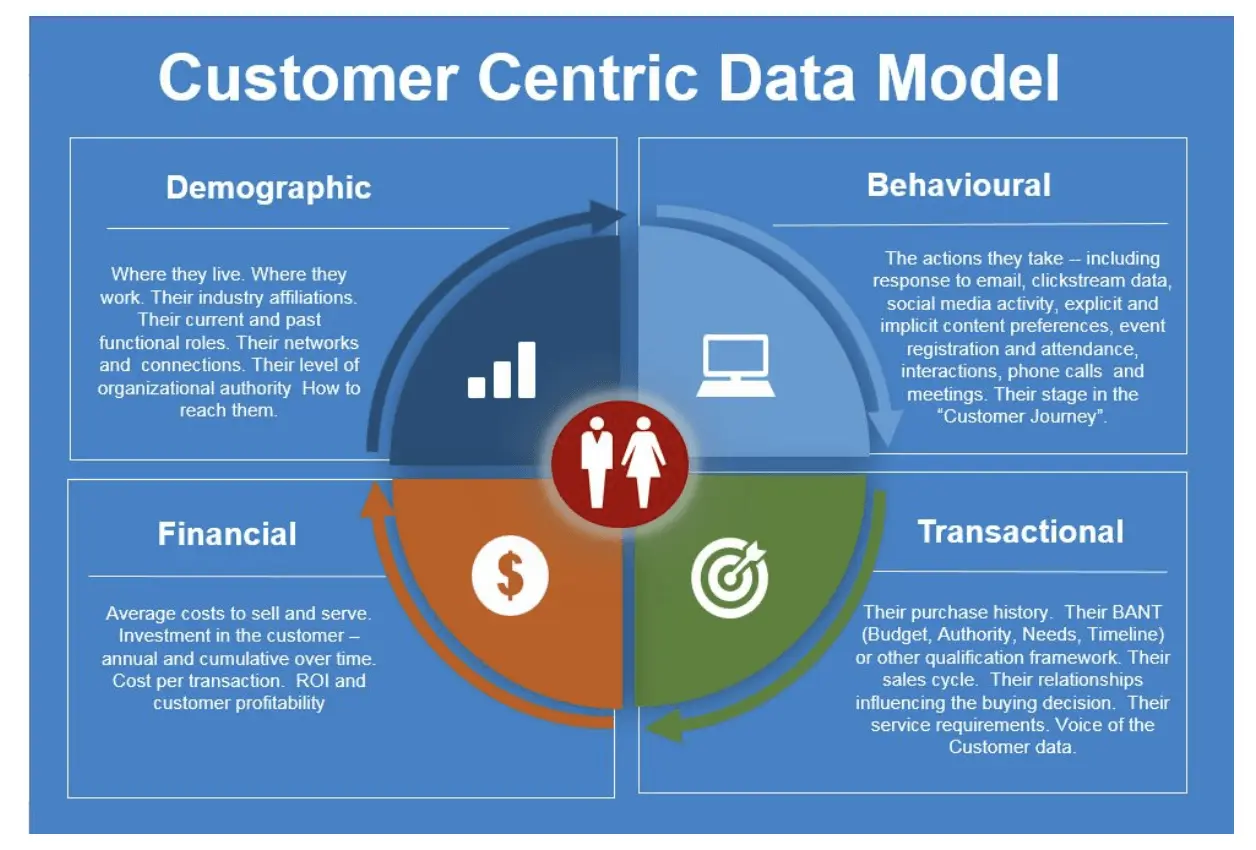 Customer Centric Data Model
Demographic
Where they live. Where they
work. Their industry affiliations.
Their current and past
functional roles. Their networks
and connections. Their level of
organizational authority How to
reach them.
Behavioural
The actions they take – including
response to email, clickstream data,
social media activity, explicit and
implicit content preferences, event
registration and attendance,
interactions, phone calls and
meetings. Their stage in the
“Customer Journey”.
Financial
Average costs to sell and serve.
Investment in the customer –
annual and cumulative over time.
Cost per transaction. ROI and
customer profitability
$
Transactional
Their purchase history. Their BANT
(Budget, Authority, Needs, Timeline)
or other qualification framework. Their
sales cycle. Their relationships
influencing the buying decision. Their
service requirements. Voice of the
Customer data.